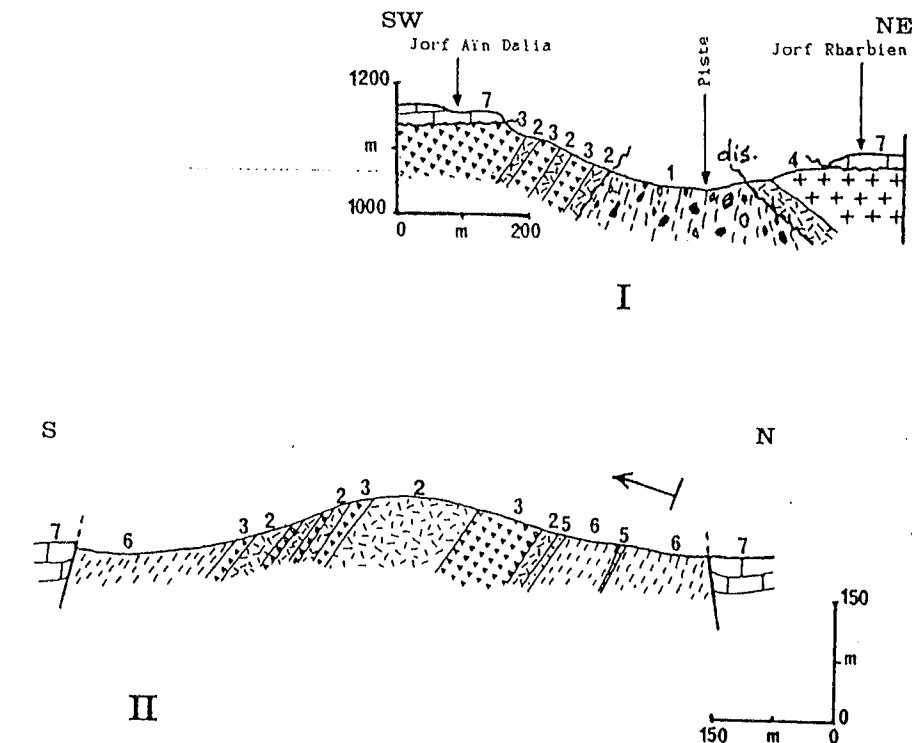 SW NE
Jorf Aïn Dalia Piste Jorf Rharbien
1200
7 3 2 3 2 3 2 1 dis. 4 7
m
1000
0 m 200
I
S N
7 6 3 2 2 3 2 3 2 5 6 5 6 7
150
m
0
150 m 0
II